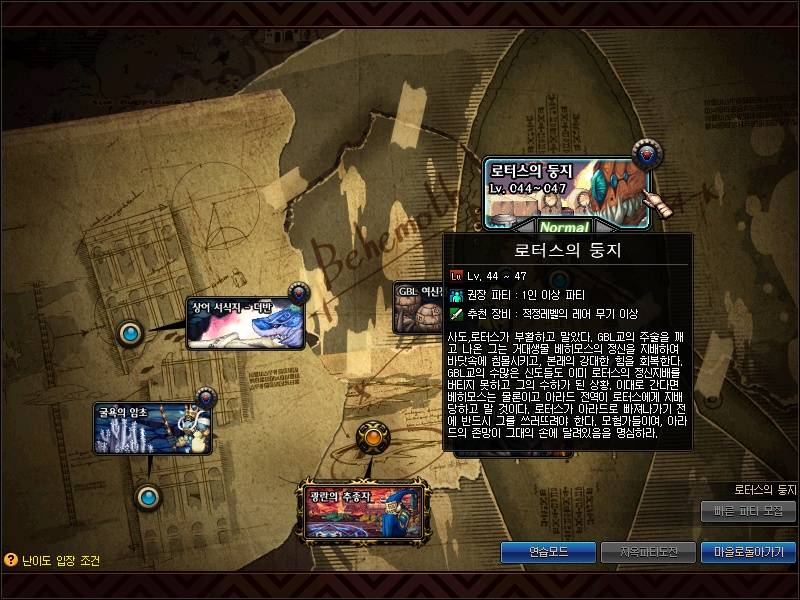 로터스의 둥지
Lv. 044~047
Normal
Behemoth
로터스의 둥지
Lv. 44 ~ 47
권장 파티 : 1인 이상 파티
추천 장비 : 적정레벨의 레어 무기 이상
사도,로터스가 부활하고 말았다. GBL교의 주술을 깨
고 나온 그는 거대생물 베히모스의 정신을 지배하여
바닷속에 침몰시키고, 본래의 강대한 힘을 회복한다.
GBL교의 수많은 신도들도 이미 로터스의 정신지배를
버티지 못하고 그의 수하가 된 상황. 이대로 간다면
베히모스는 물론이고 아라드 전역이 로터스에게 지배
당하고 말 것이다. 로터스가 아라드로 빠져나가기 전
에 반드시 그를 쓰러뜨려야 한다. 모험가들이여, 아라
드의 존망이 그대의 손에 달려있음을 명심하라.
상어 서식지 - 더반
GBL 여신
굴욕의 암초
광란의 추종자
로터스의 둥지
빠른 파티 모집
연습모드
지옥파티도전
마을로돌아가기
난이도 입장 조건